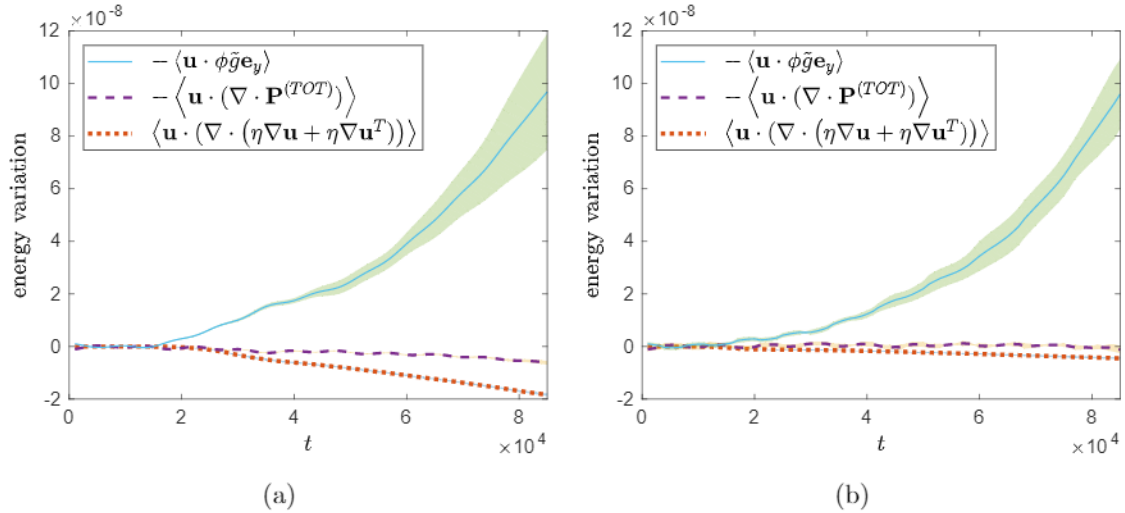 ×10⁻⁸
12
10
8
6
4
2
0
-2
energy variation
− ⟨u · ϕg̃e_y⟩
− ⟨u · (∇ · P^(TOT))⟩
⟨u · (∇ · (η∇u + η∇u^T))⟩
0 2 4 6 8
t ×10⁴
(a)
×10⁻⁸
12
10
8
6
4
2
0
-2
energy variation
− ⟨u · ϕg̃e_y⟩
− ⟨u · (∇ · P^(TOT))⟩
⟨u · (∇ · (η∇u + η∇u^T))⟩
0 2 4 6 8
t ×10⁴
(b)